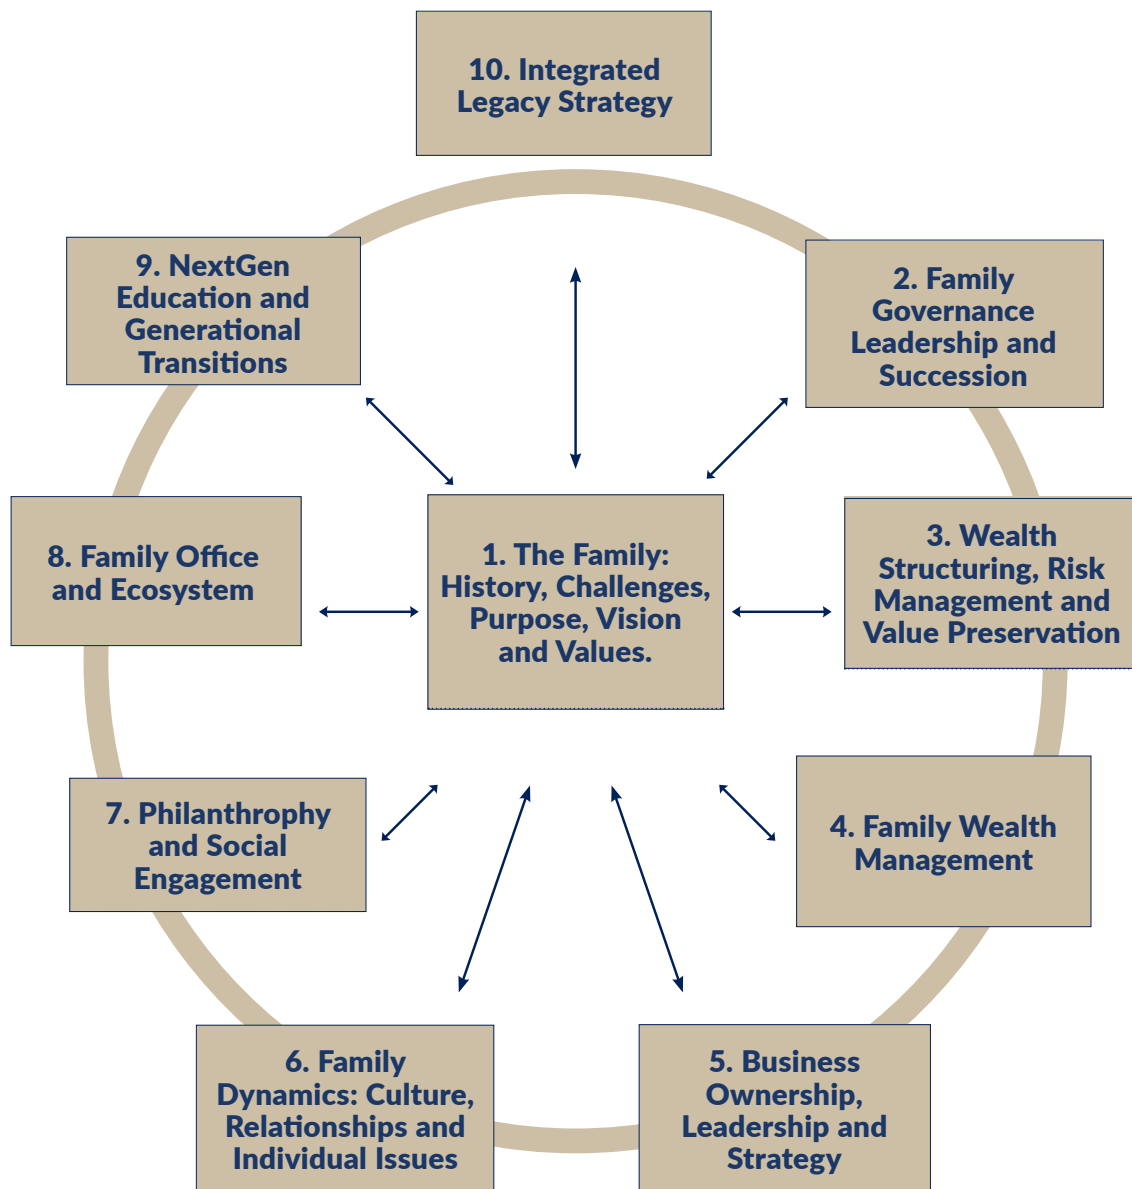 10. Integrated
Legacy Strategy
9. NextGen
Education and
Generational
Transitions
2. Family
Governance
Leadership and
Succession
8. Family Office
and Ecosystem
1. The Family:
History, Challenges,
Purpose, Vision
and Values.
3. Wealth
Structuring, Risk
Management and
Value Preservation
7. Philanthrophy
and Social
Engagement
4. Family Wealth
Management
6. Family
Dynamics: Culture,
Relationships and
Individual Issues
5. Business
Ownership,
Leadership and
Strategy